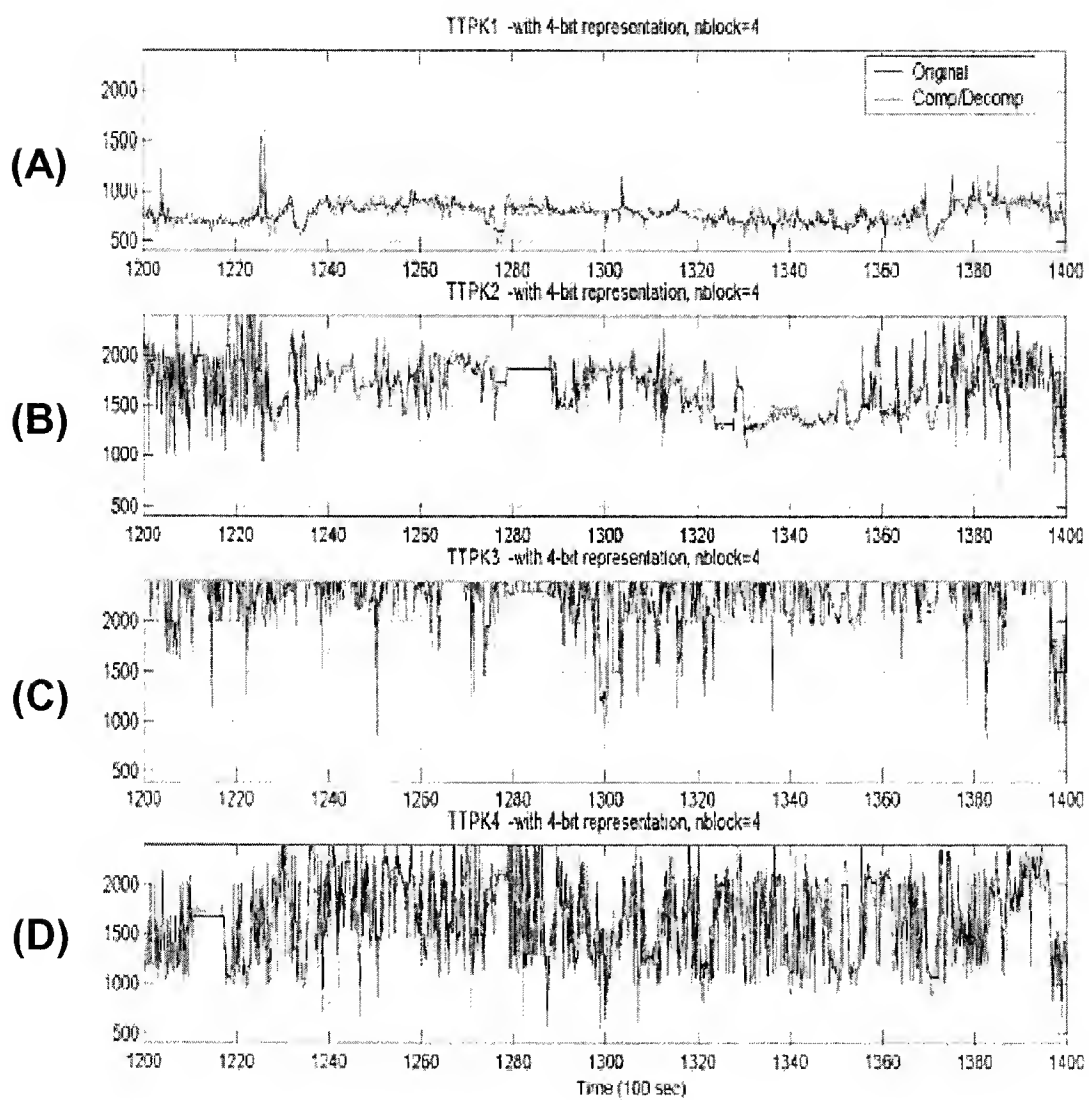 TTPK1 -with 4-bit representation, nblock=4
Original
Comp/Decomp
(A)
2000
1500
1000
500
1200 1220 1240 1260 1280 1300 1320 1340 1360 1380 1400
TTPK2 -with 4-bit representation, nblock=4
(B)
2000
1500
1000
500
1200 1220 1240 1260 1280 1300 1320 1340 1360 1380 1400
TTPK3 -with 4-bit representation, nblock=4
(C)
2000
1500
1000
500
1200 1220 1240 1260 1280 1300 1320 1340 1360 1380 1400
TTPK4 -with 4-bit representation, nblock=4
(D)
2000
1500
1000
500
1200 1220 1240 1260 1280 1300 1320 1340 1360 1380 1400
Time (100 sec)